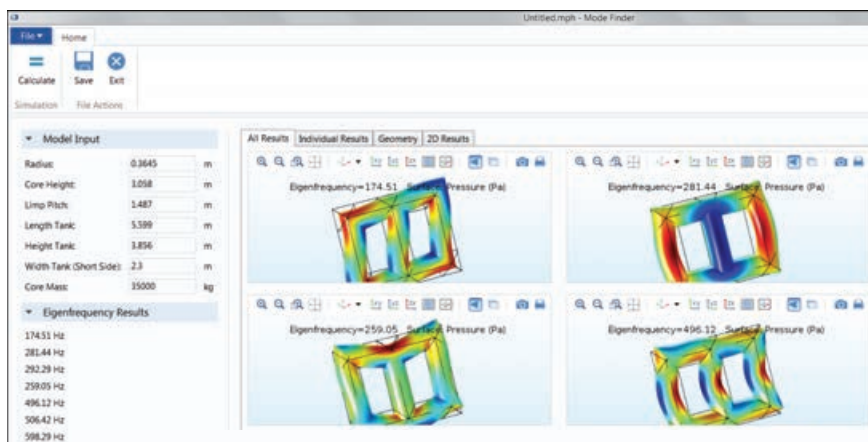 Untitled.mph - Mode Finder
File Home
Calculate Save Exit
Simulation File Actions
Model Input
Radius: 0.3645 m
Core Height: 3.058 m
Limp Pitch: 1.487 m
Length Tank: 5.599 m
Height Tank: 3.856 m
Width Tank (Short Side): 2.3 m
Core Mass: 35000 kg
Eigenfrequency Results
174.51 Hz
281.44 Hz
292.29 Hz
259.05 Hz
496.12 Hz
506.42 Hz
598.29 Hz
All Results Individual Results Geometry 2D Results
Eigenfrequency=174.51 Surface: Pressure (Pa)
Eigenfrequency=281.44 Surface: Pressure (Pa)
Eigenfrequency=259.05 Surface: Pressure (Pa)
Eigenfrequency=496.12 Surface: Pressure (Pa)